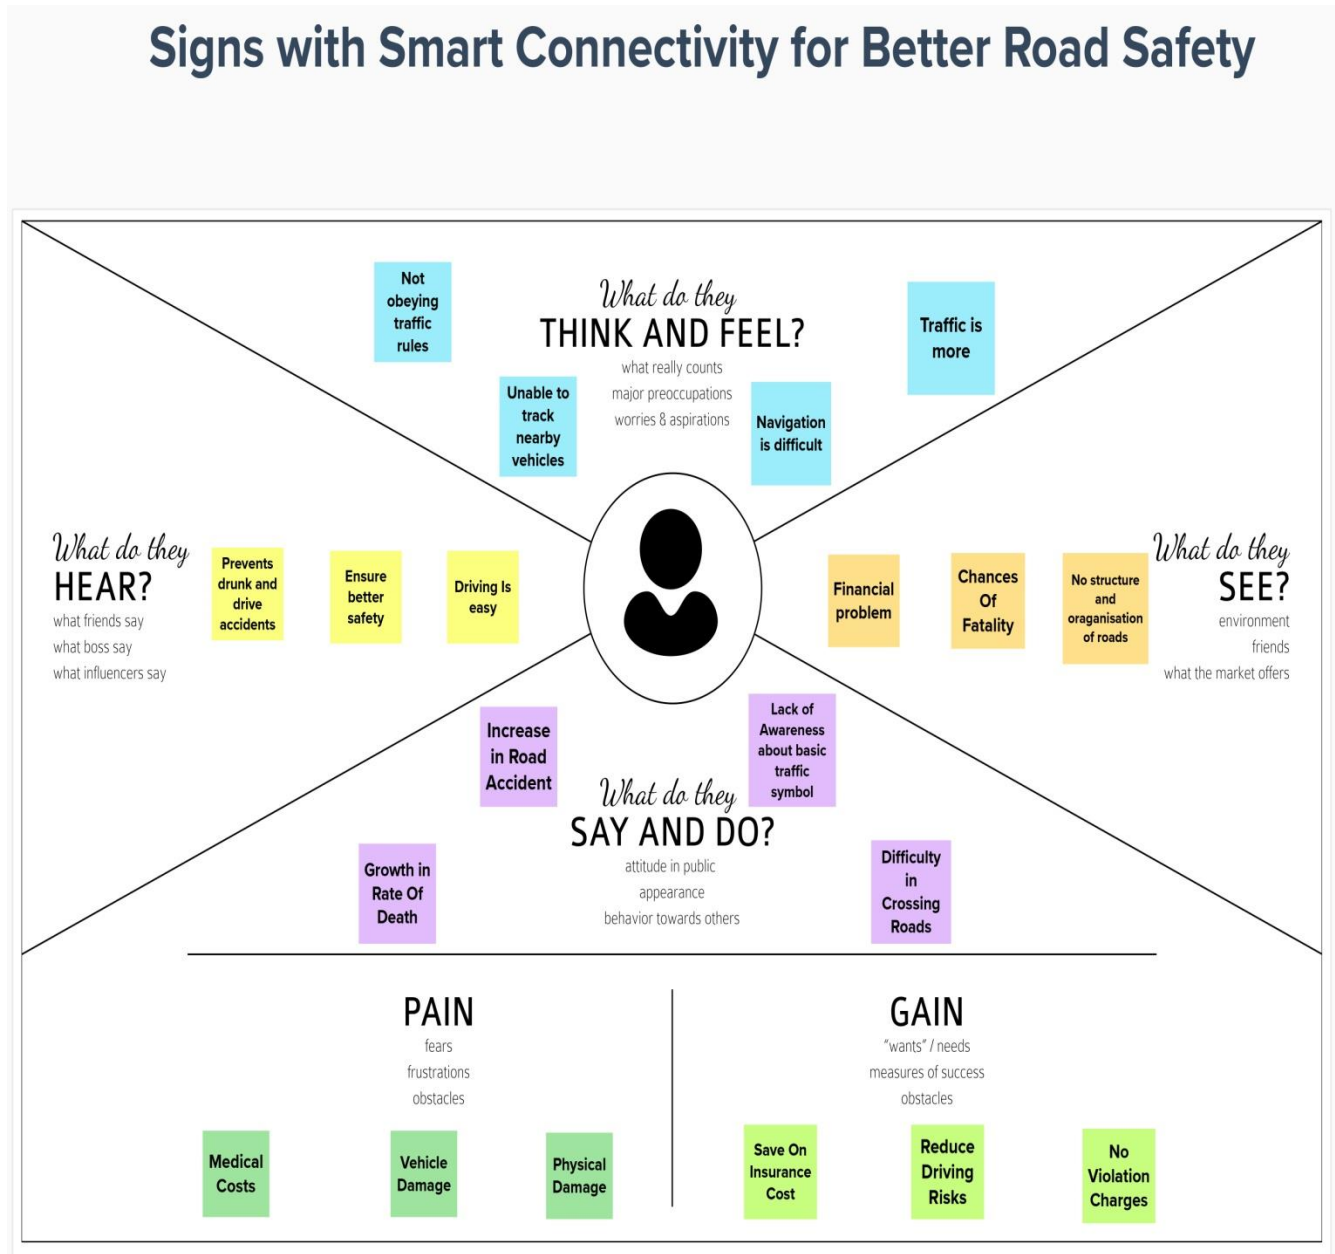 Signs with Smart Connectivity for Better Road Safety
Not
obeying
traffic
rules
What do they
THINK AND FEEL?
what really counts
major preoccupations
worries & aspirations
Traffic is
more
Unable to
track
nearby
vehicles
Navigation
is difficult
What do they
HEAR?
what friends say
what boss say
what influencers say
Prevents
drunk and
drive
accidents
Ensure
better
safety
Driving Is
easy
Financial
problem
Chances
Of
Fatality
No structure
and
oraganisation
of roads
What do they
SEE?
environment
friends
what the market offers
Increase
in Road
Accident
Lack of
Awareness
about basic
traffic
symbol
What do they
SAY AND DO?
attitude in public
appearance
behavior towards others
Growth in
Rate Of
Death
Difficulty
in
Crossing
Roads
PAIN
fears
frustrations
obstacles
Medical
Costs
Vehicle
Damage
Physical
Damage
GAIN
"wants" / needs
measures of success
obstacles
Save On
Insurance
Cost
Reduce
Driving
Risks
No
Violation
Charges